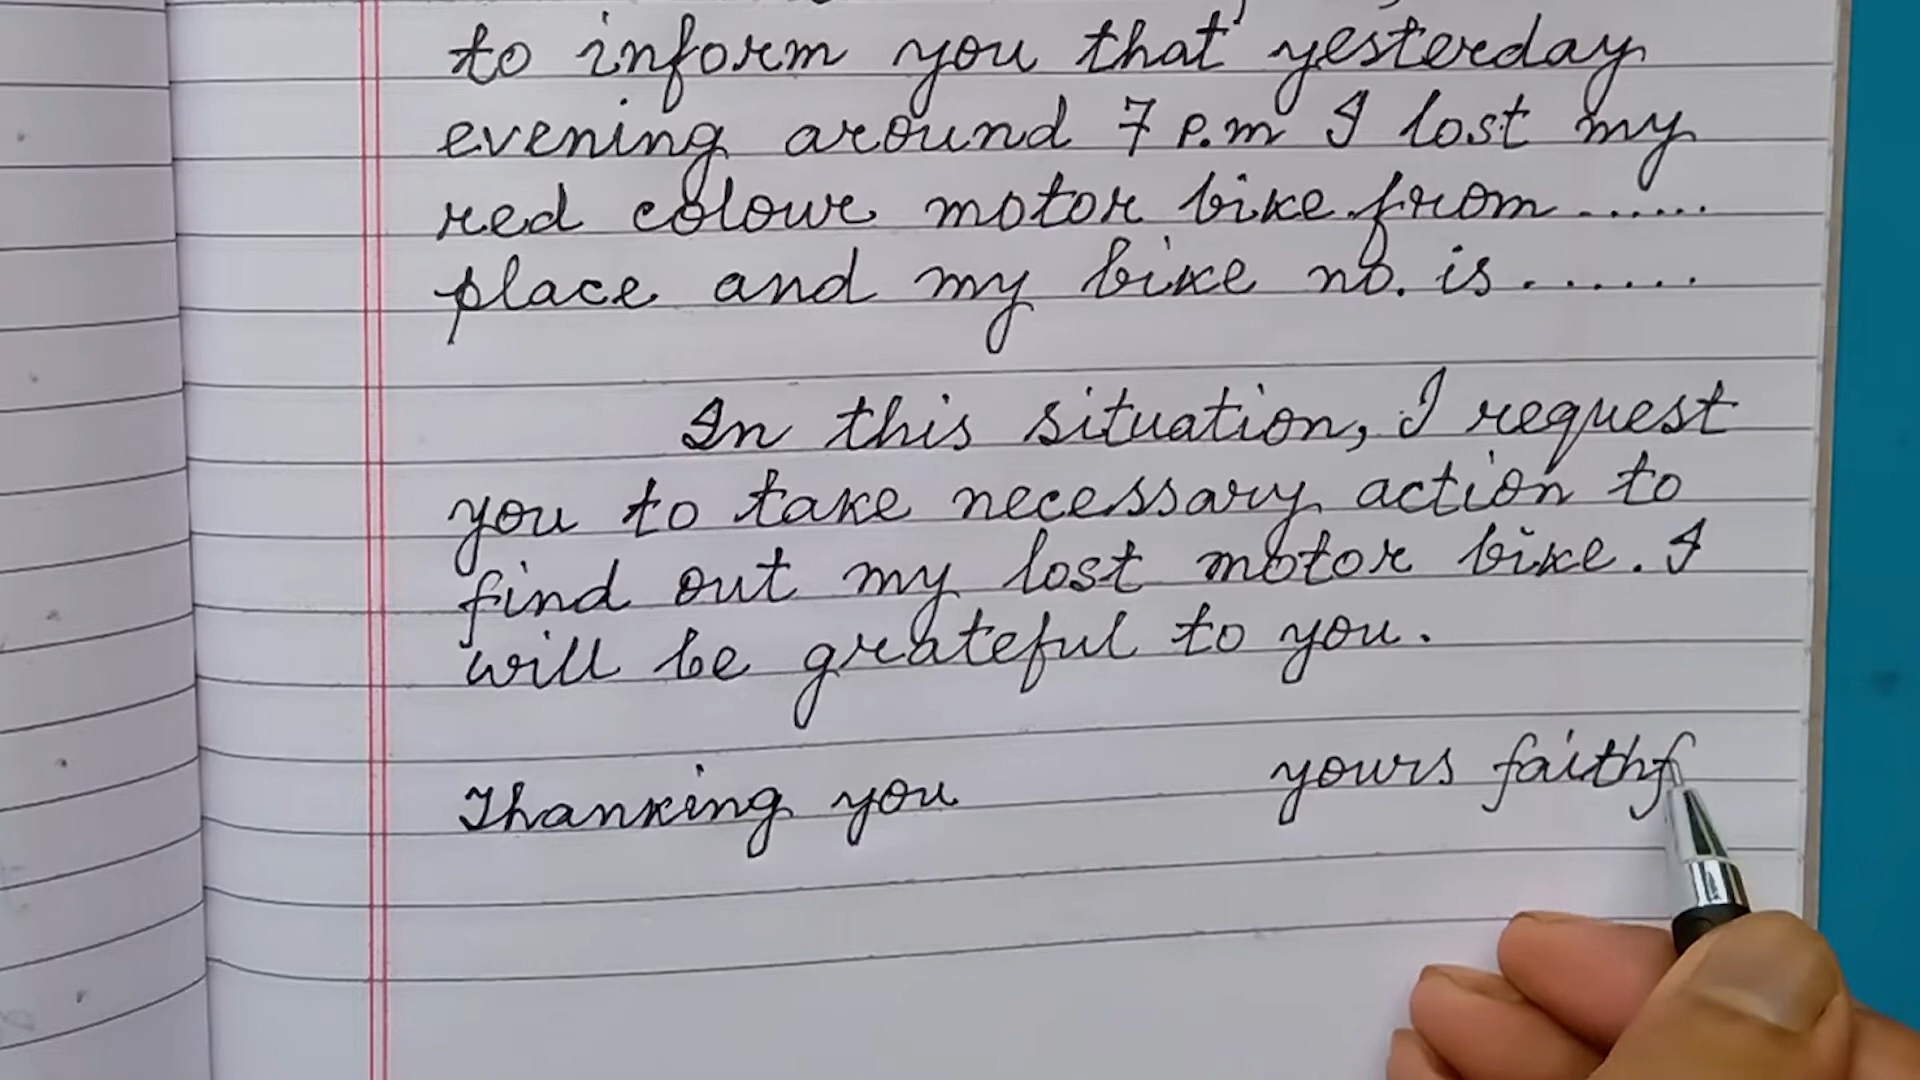 to inform you that yesterday
evening around 7 P.m I lost my
red colour motor bike from ......
place and my bike no. is .......
In this situation, I request
you to take necessary action to
find out my lost motor bike. I
will be grateful to you.
Thanking you yours faithf